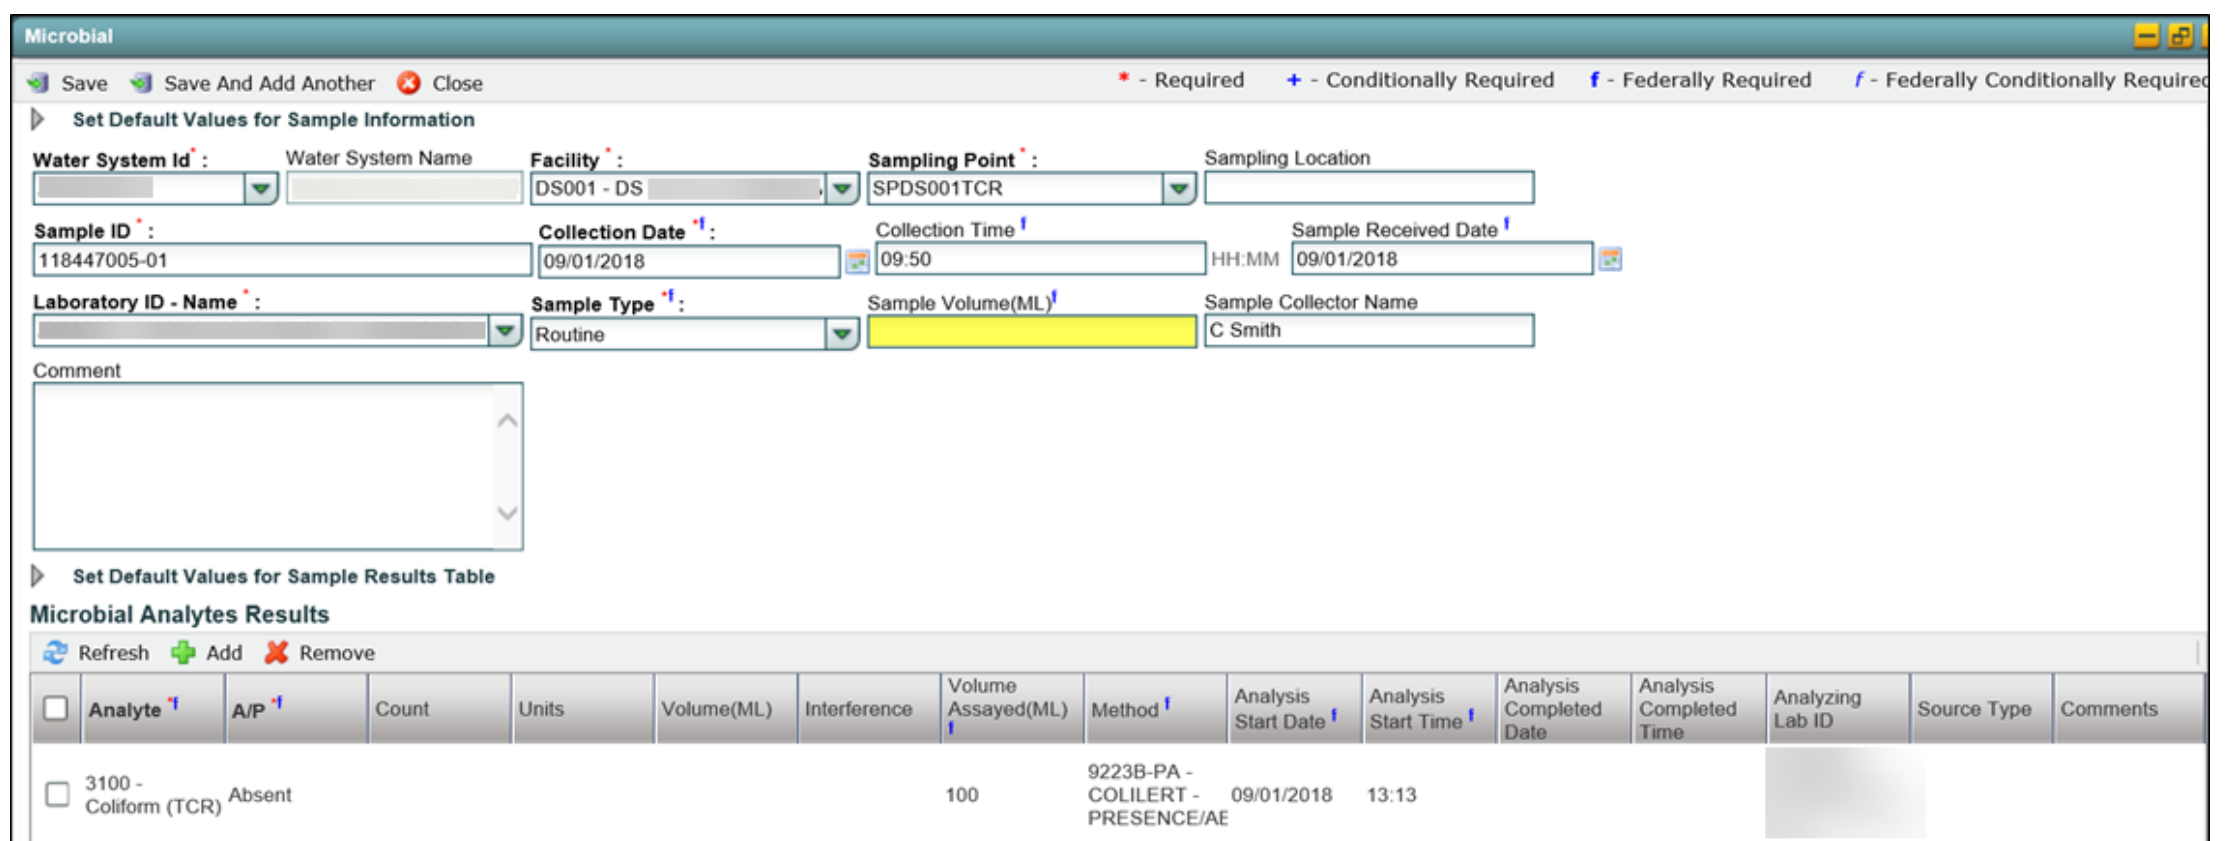 Microbial
Save Save And Add Another Close * - Required + - Conditionally Required f - Federally Required f - Federally Conditionally Required
Set Default Values for Sample Information
Water System Id * : Water System Name Facility * : Sampling Point * : Sampling Location
DS001 - DS SPDS001TCR
Sample ID * : Collection Date *f : Collection Time f Sample Received Date f
118447005-01 09/01/2018 09:50 HH:MM 09/01/2018
Laboratory ID - Name * : Sample Type *f : Sample Volume(ML) f Sample Collector Name
Routine C Smith
Comment
Set Default Values for Sample Results Table
Microbial Analytes Results
Refresh Add Remove
Analyte *f A/P *f Count Units Volume(ML) Interference Volume Assayed(ML) f Method f Analysis Start Date f Analysis Start Time f Analysis Completed Date Analysis Completed Time Analyzing Lab ID Source Type Comments
3100 - Coliform (TCR) Absent 100 9223B-PA - COLILERT - PRESENCE/AE 09/01/2018 13:13